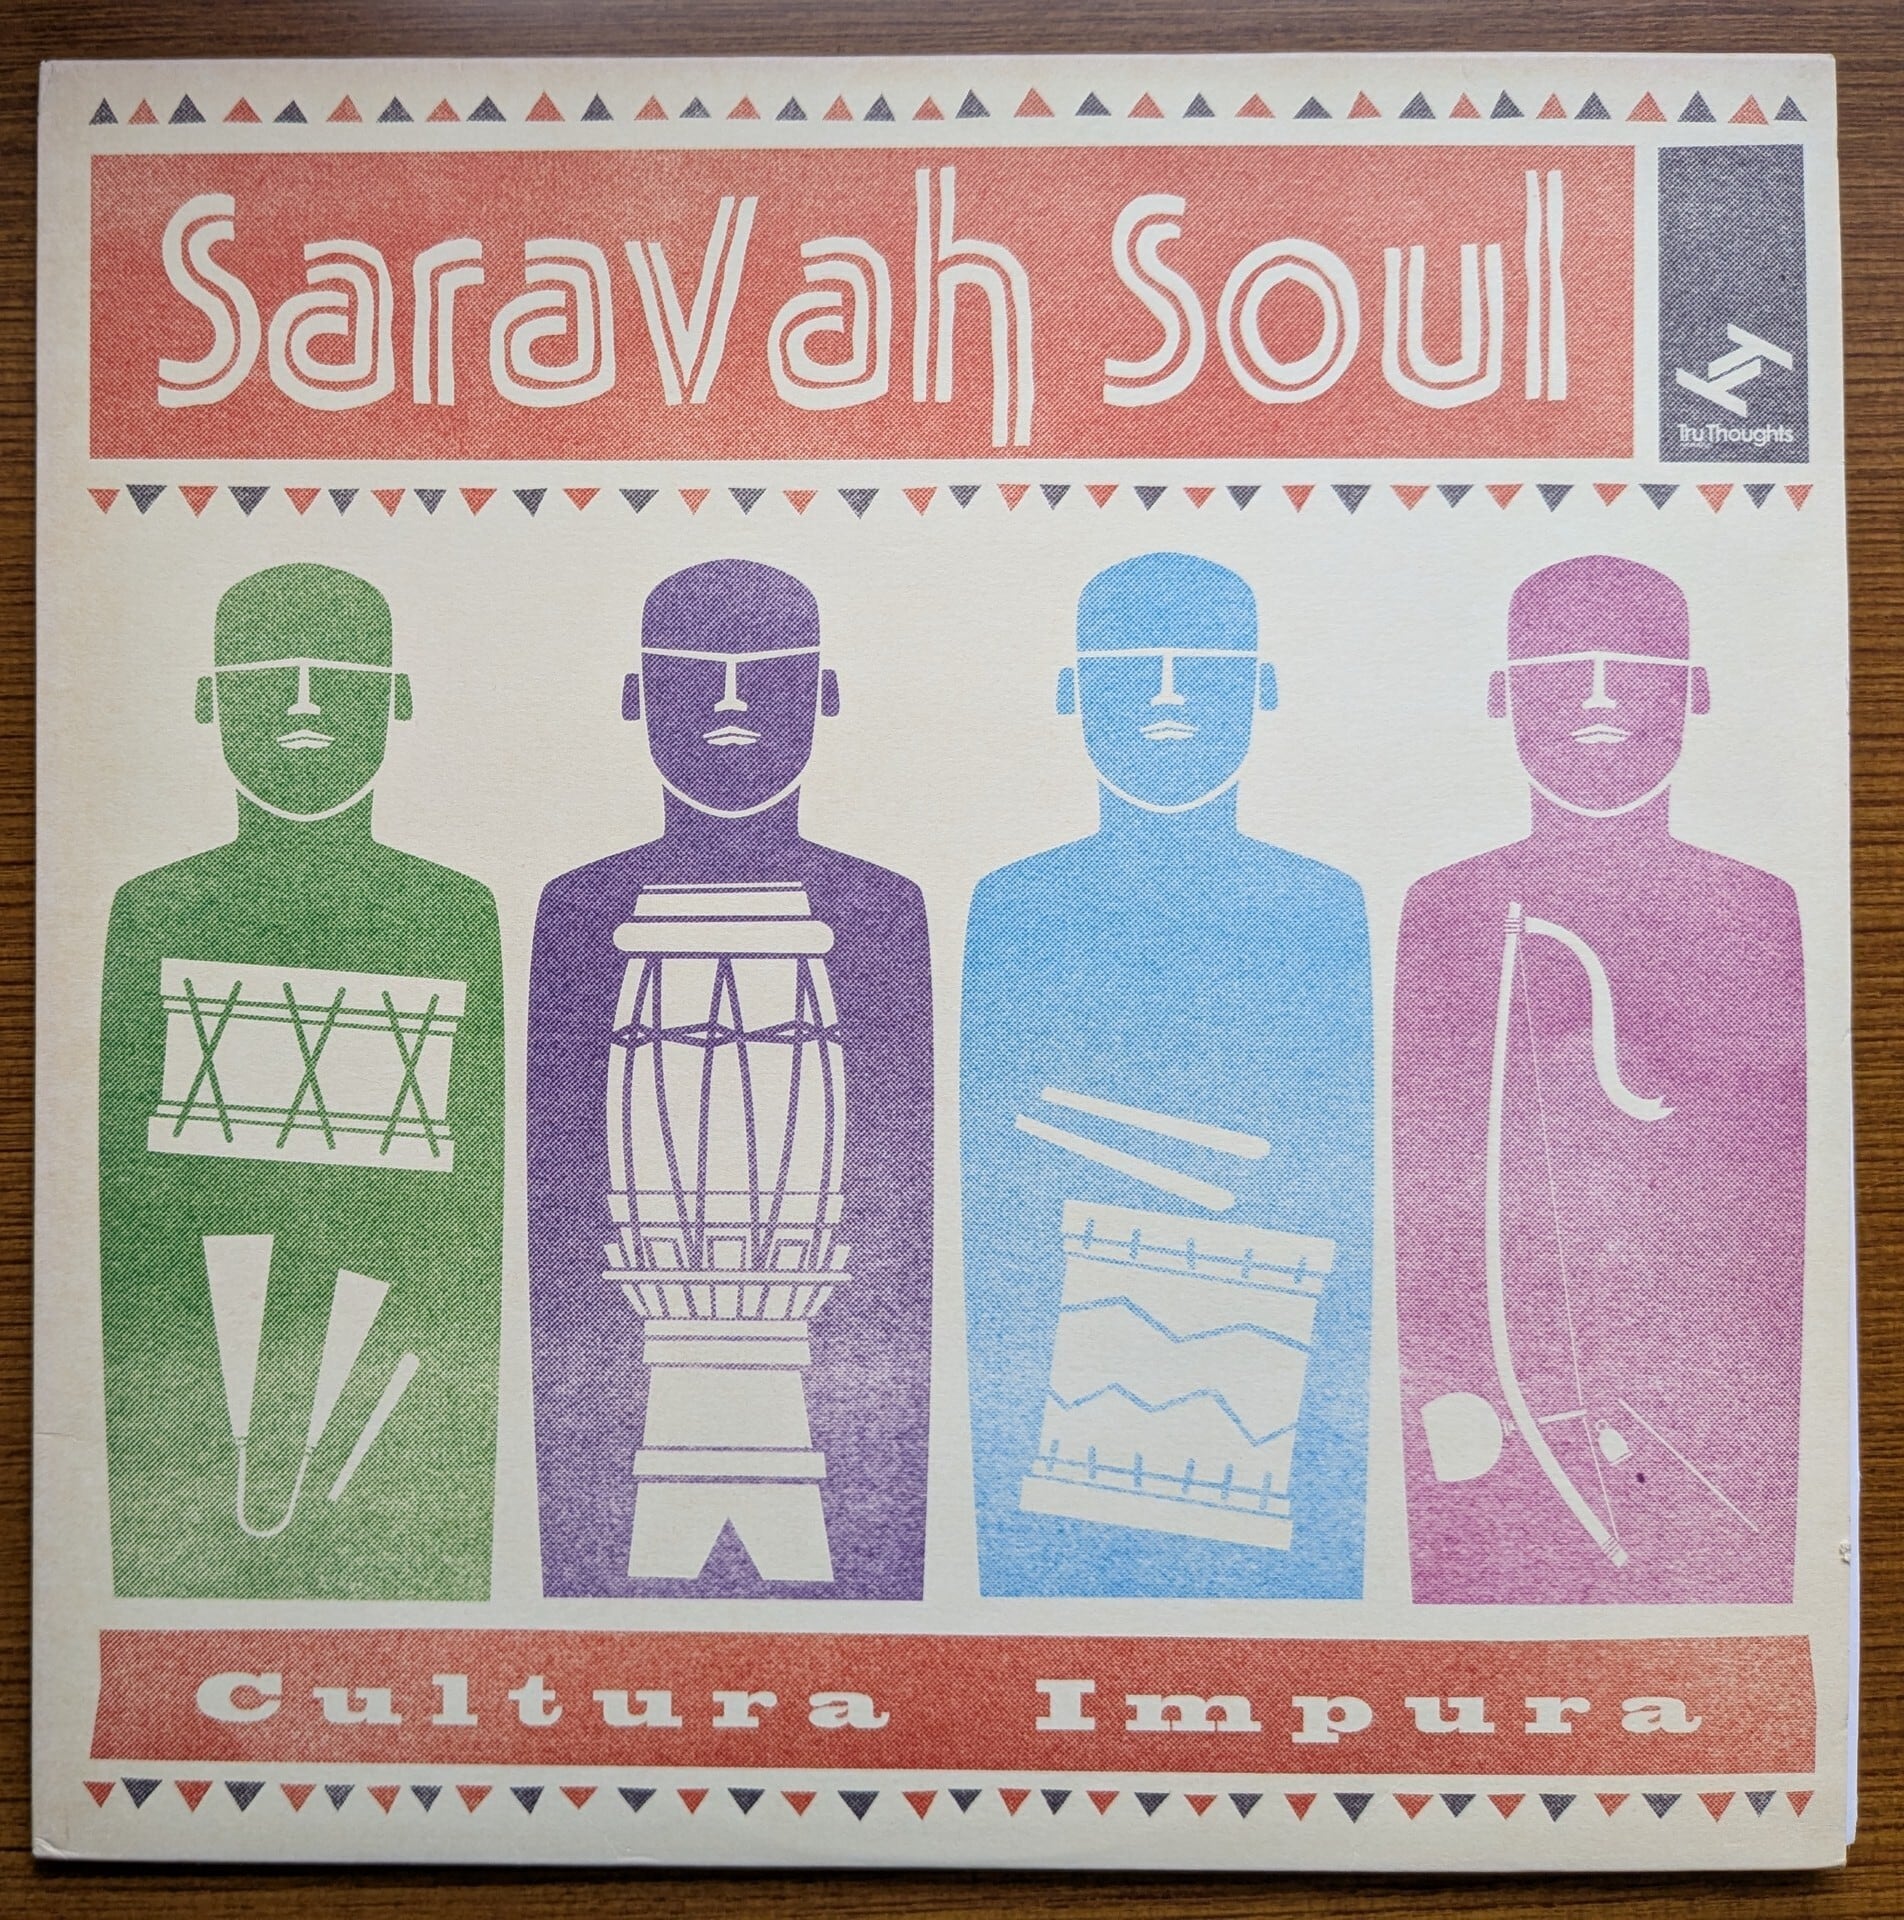 Saravah Soul
Tru Thoughts
Cultura Impura